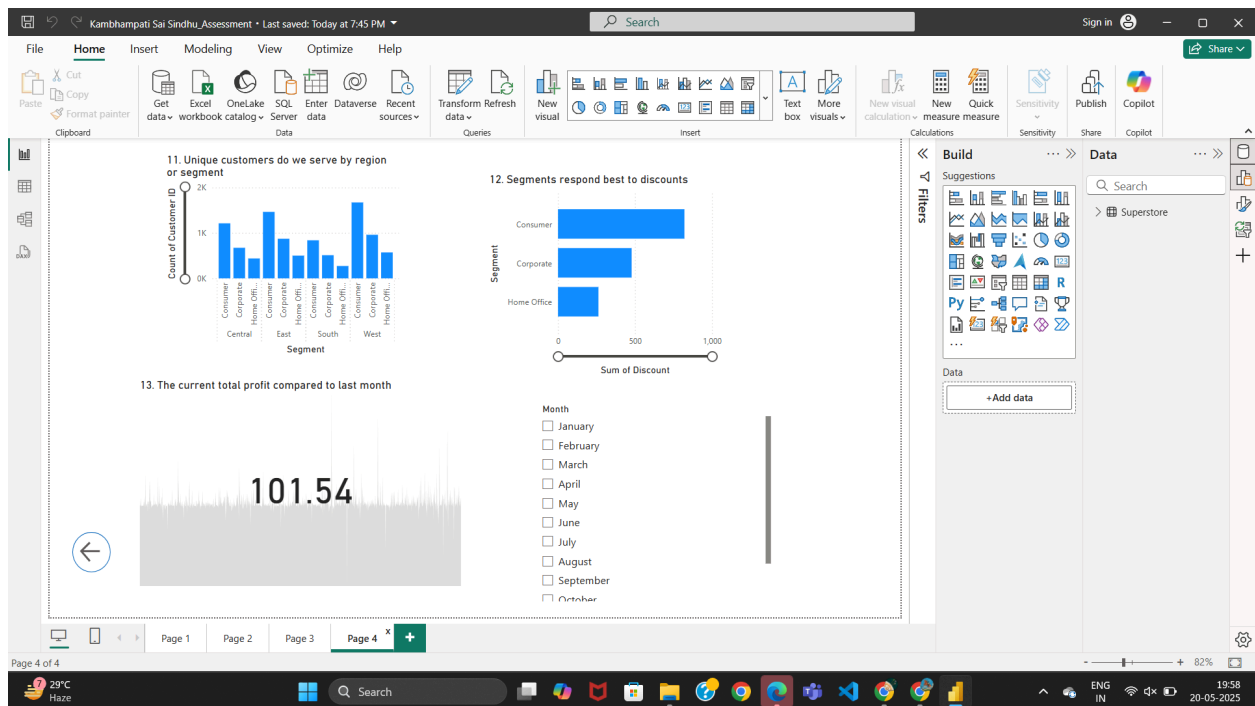 Kambhampati Sai Sindhu_Assessment • Last saved: Today at 7:45 PM
Search
Sign in
File Home Insert Modeling View Optimize Help
Share
Paste
Cut
Copy
Format painter
Clipboard
Get data
Excel workbook
OneLake catalog
SQL Server
Enter data
Dataverse
Recent sources
Data
Transform data
Refresh
Queries
New visual
Text box
More visuals
Insert
New visual calculation
New measure
Quick measure
Calculations
Sensitivity
Sensitivity
Publish
Share
Copilot
Copilot
11. Unique customers do we serve by region
or segment
Count of Customer ID
2K
1K
0K
Consumer Corporate Home Offi... Consumer Corporate Home Offi... Consumer Corporate Home Offi... Consumer Corporate Home Offi...
Central East South West
Segment
12. Segments respond best to discounts
Segment
Consumer
Corporate
Home Office
0 500 1,000
Sum of Discount
13. The current total profit compared to last month
101.54
Month
January
February
March
April
May
June
July
August
September
October
Filters
Build
Suggestions
123
R
Py
123
Data
+Add data
Data
Search
Superstore
Page 1 Page 2 Page 3 Page 4 x +
Page 4 of 4
- + 82%
7
29°C
Haze
Search
ENG
IN
19:58
20-05-2025